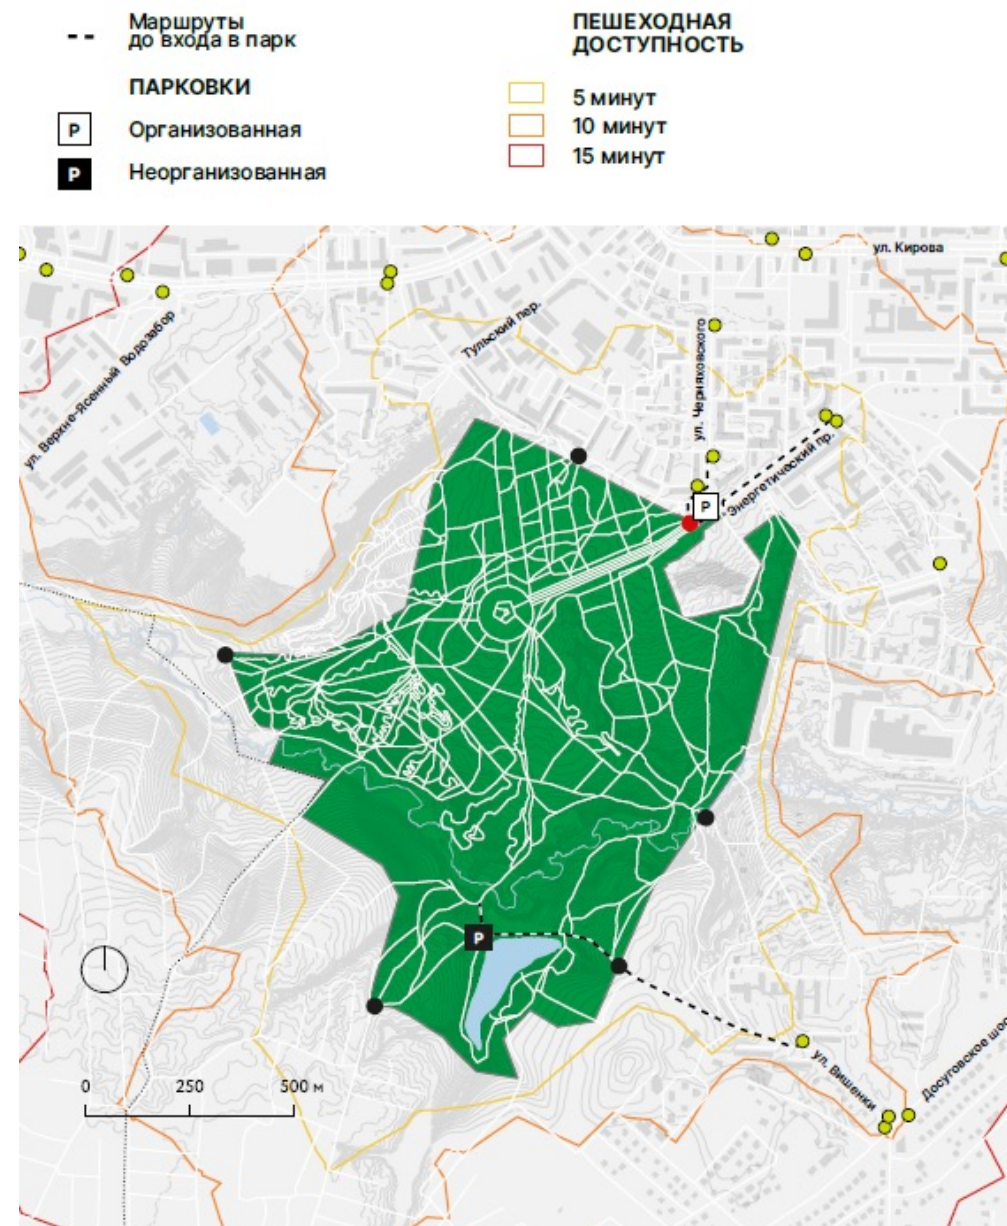 Маршруты
до входа в парк
ПАРКОВКИ
P Организованная
P Неорганизованная
ПЕШЕХОДНАЯ
ДОСТУПНОСТЬ
5 минут
10 минут
15 минут
ул. Кирова
Тульский пер.
ул. Черняховского
ул. Верхне-Ясенный Водозабор
Энергетический пр.
P
P
0 250 500 м
ул. Вишенки
Досуговское шос